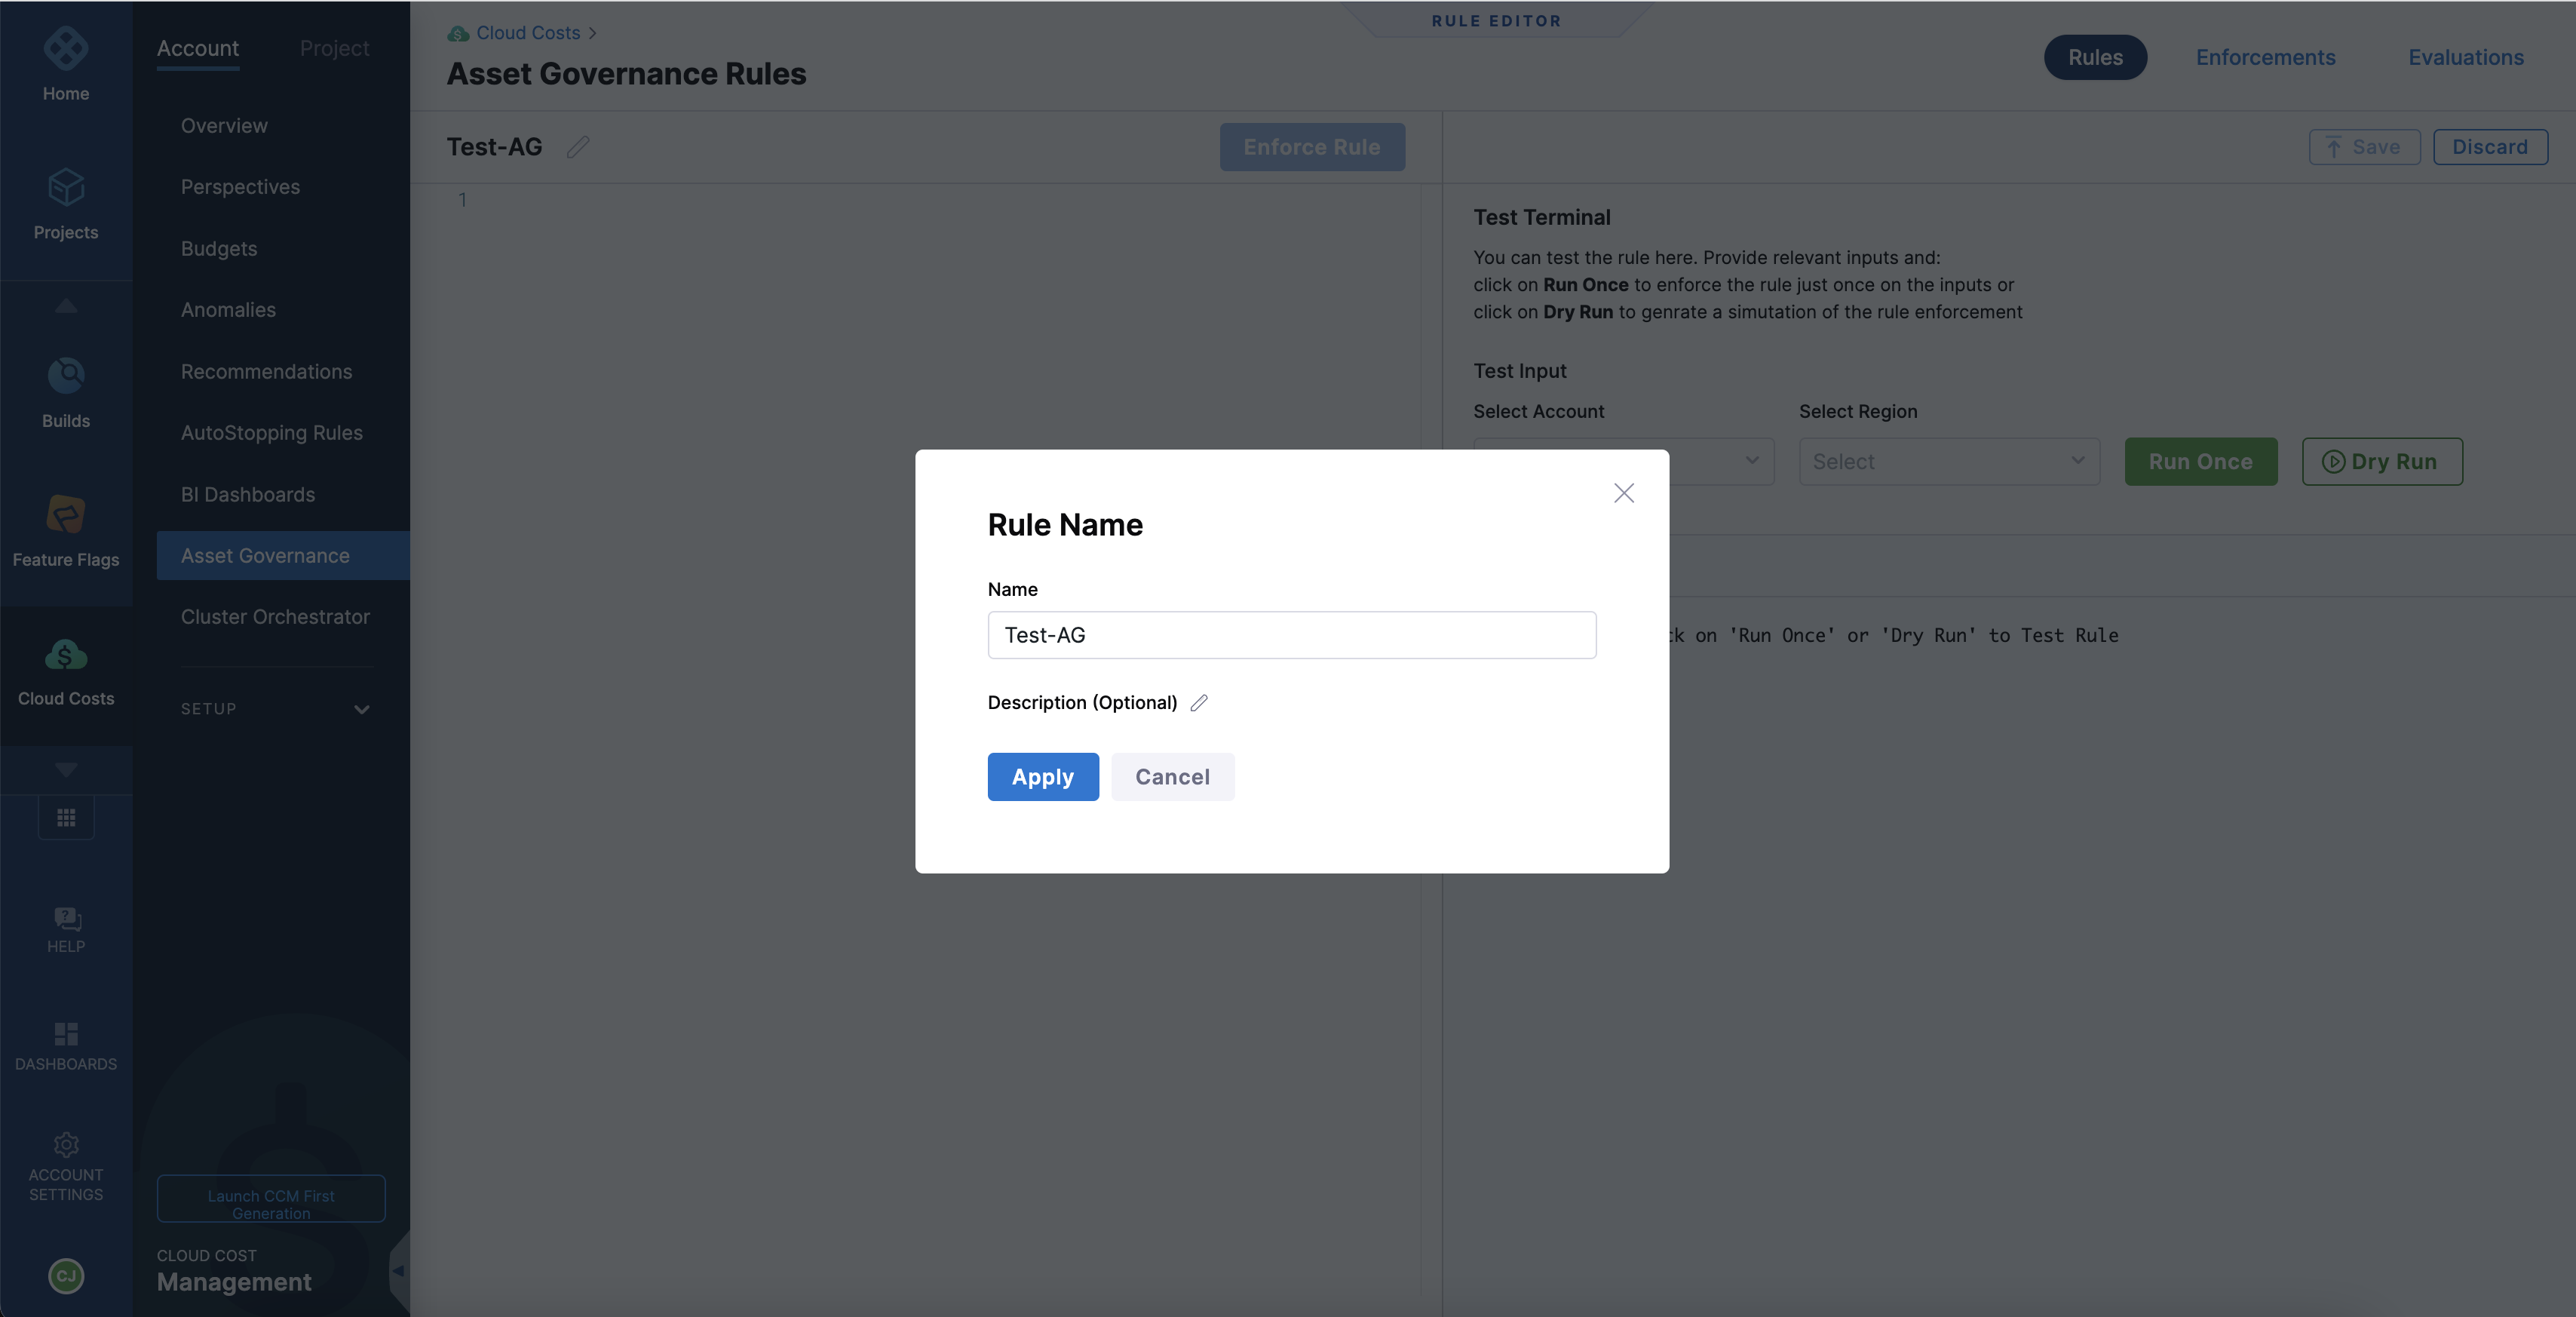 Home
Projects
Builds
Feature Flags
Cloud Costs
HELP
DASHBOARDS
ACCOUNT
SETTINGS
CJ
Account Project
Overview
Perspectives
Budgets
Anomalies
Recommendations
AutoStopping Rules
BI Dashboards
Asset Governance
Cluster Orchestrator
SETUP
Launch CCM First
Generation
CLOUD COST
Management
Cloud Costs >
Asset Governance Rules
RULE EDITOR
Rules Enforcements Evaluations
Test-AG
Enforce Rule
Save Discard
1
Test Terminal
You can test the rule here. Provide relevant inputs and:
click on Run Once to enforce the rule just once on the inputs or
click on Dry Run to genrate a simutation of the rule enforcement
Test Input
Select Account Select Region
Select
Run Once Dry Run
ck on 'Run Once' or 'Dry Run' to Test Rule
Rule Name
Name
Test-AG
Description (Optional)
Apply Cancel